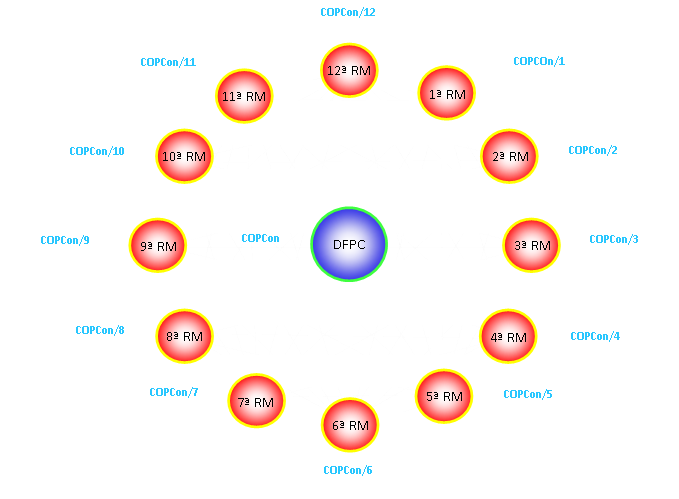 COPCon/12
12ª RM
COPCon/11
COPCOn/1
11ª RM
1ª RM
COPCon/10
10ª RM
2ª RM
COPCon/2
COPCon/9
9ª RM
COPCon
DFPC
3ª RM
COPCon/3
COPCon/8
8ª RM
4ª RM
COPCon/4
COPCon/7
7ª RM
5ª RM
COPCon/5
6ª RM
COPCon/6